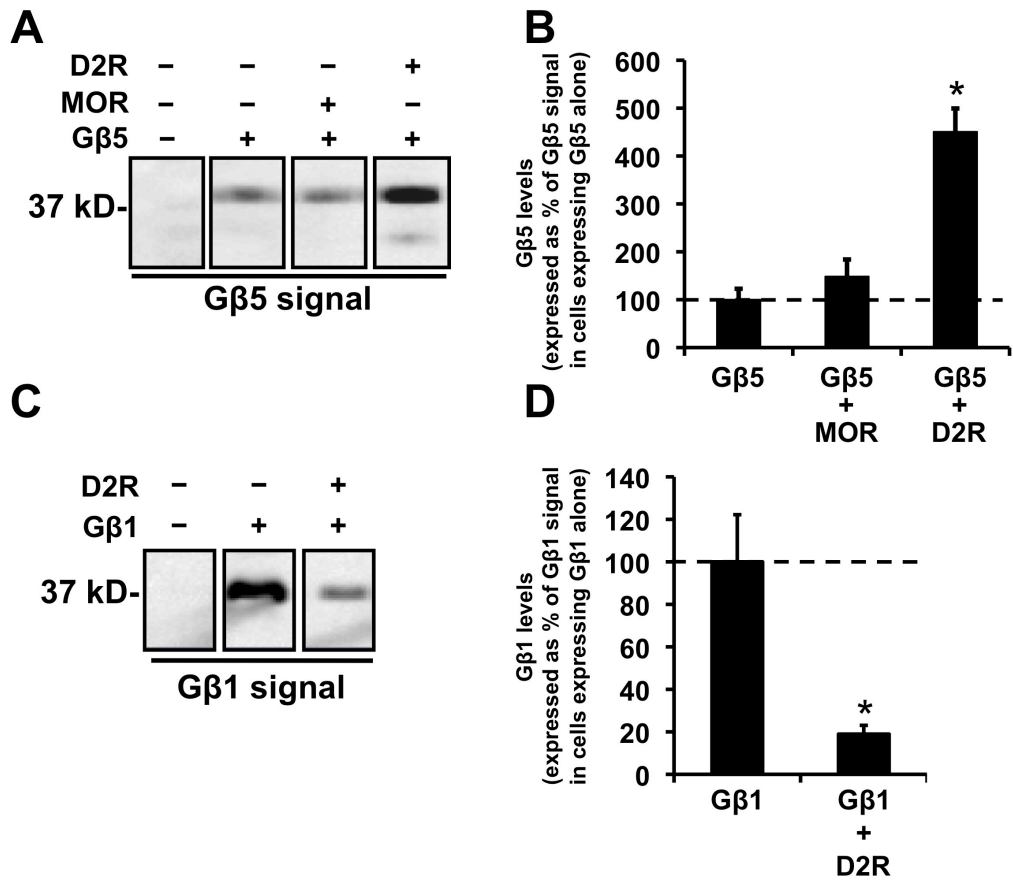 A
D2R – – – +
MOR – – + –
Gβ5 – + + +
37 kD-
Gβ5 signal
B
Gβ5 levels
(expressed as % of Gβ5 signal
in cells expressing Gβ5 alone)
600
500
400
300
200
100
0
*
Gβ5
Gβ5
+
MOR
Gβ5
+
D2R
C
D2R – – +
Gβ1 – + +
37 kD-
Gβ1 signal
D
Gβ1 levels
(expressed as % of Gβ1 signal
in cells expressing Gβ1 alone)
140
120
100
80
60
40
20
0
*
Gβ1
Gβ1
+
D2R